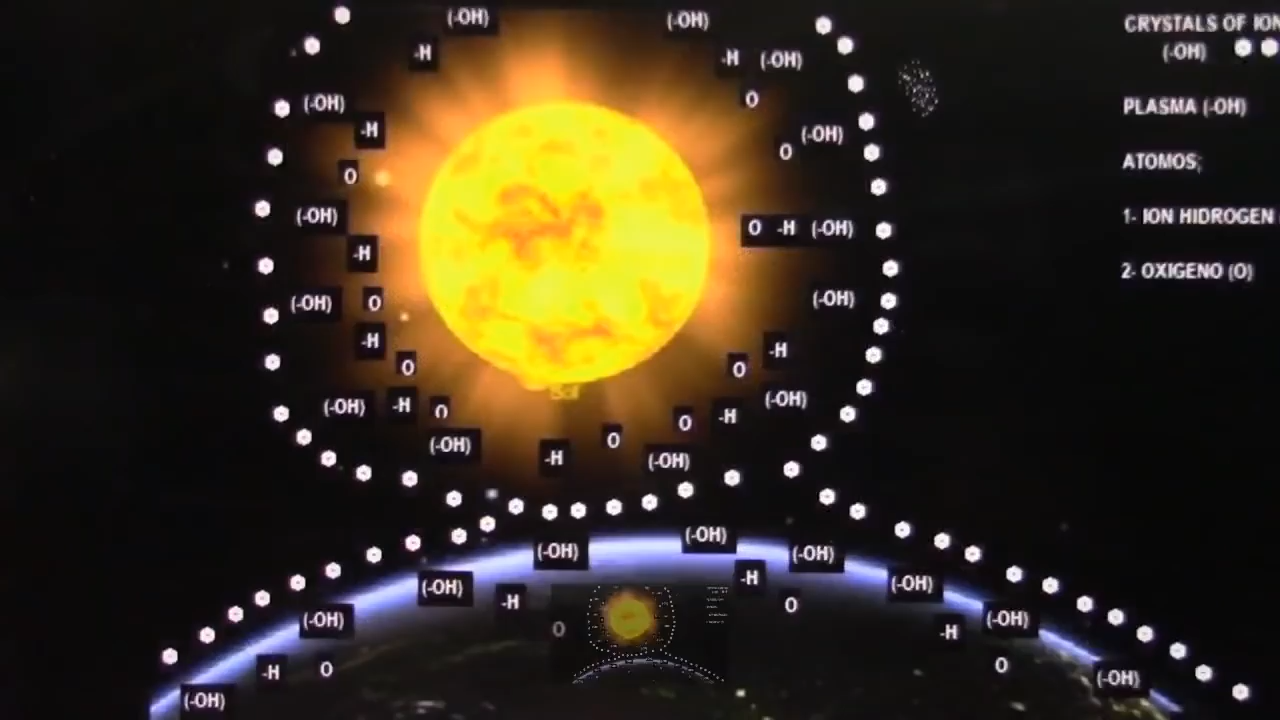 (-OH)
(-OH)
CRYSTALS OF ION
(-OH)
-H
-H
(-OH)
O
(-OH)
PLASMA (-OH)
-H
(-OH)
O
ATOMOS;
O
(-OH)
1- ION HIDROGEN
O -H (-OH)
-H
2- OXIGENO (O)
(-OH)
O
(-OH)
-H
-H
O
O
Sol
(-OH)
-H
O
-H
(-OH)
O
(-OH)
O
-H
(-OH)
(-OH)
(-OH)
(-OH)
-H
(-OH)
(-OH)
-H
O
(-OH)
(-OH)
O
-H
-H
O
O
(-OH)
(-OH)